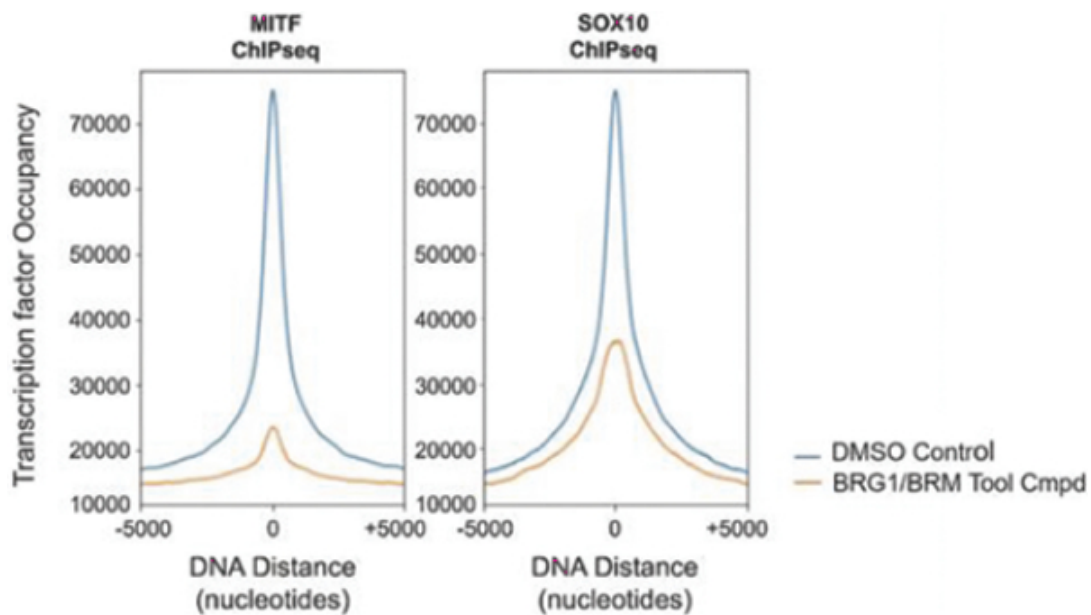 MITF
ChIPseq
SOX10
ChIPseq
Transcription factor Occupancy
70000
60000
50000
40000
30000
20000
10000
-5000
0
+5000
70000
60000
50000
40000
30000
20000
10000
-5000
0
+5000
DNA Distance
(nucleotides)
DNA Distance
(nucleotides)
DMSO Control
BRG1/BRM Tool Cmpd